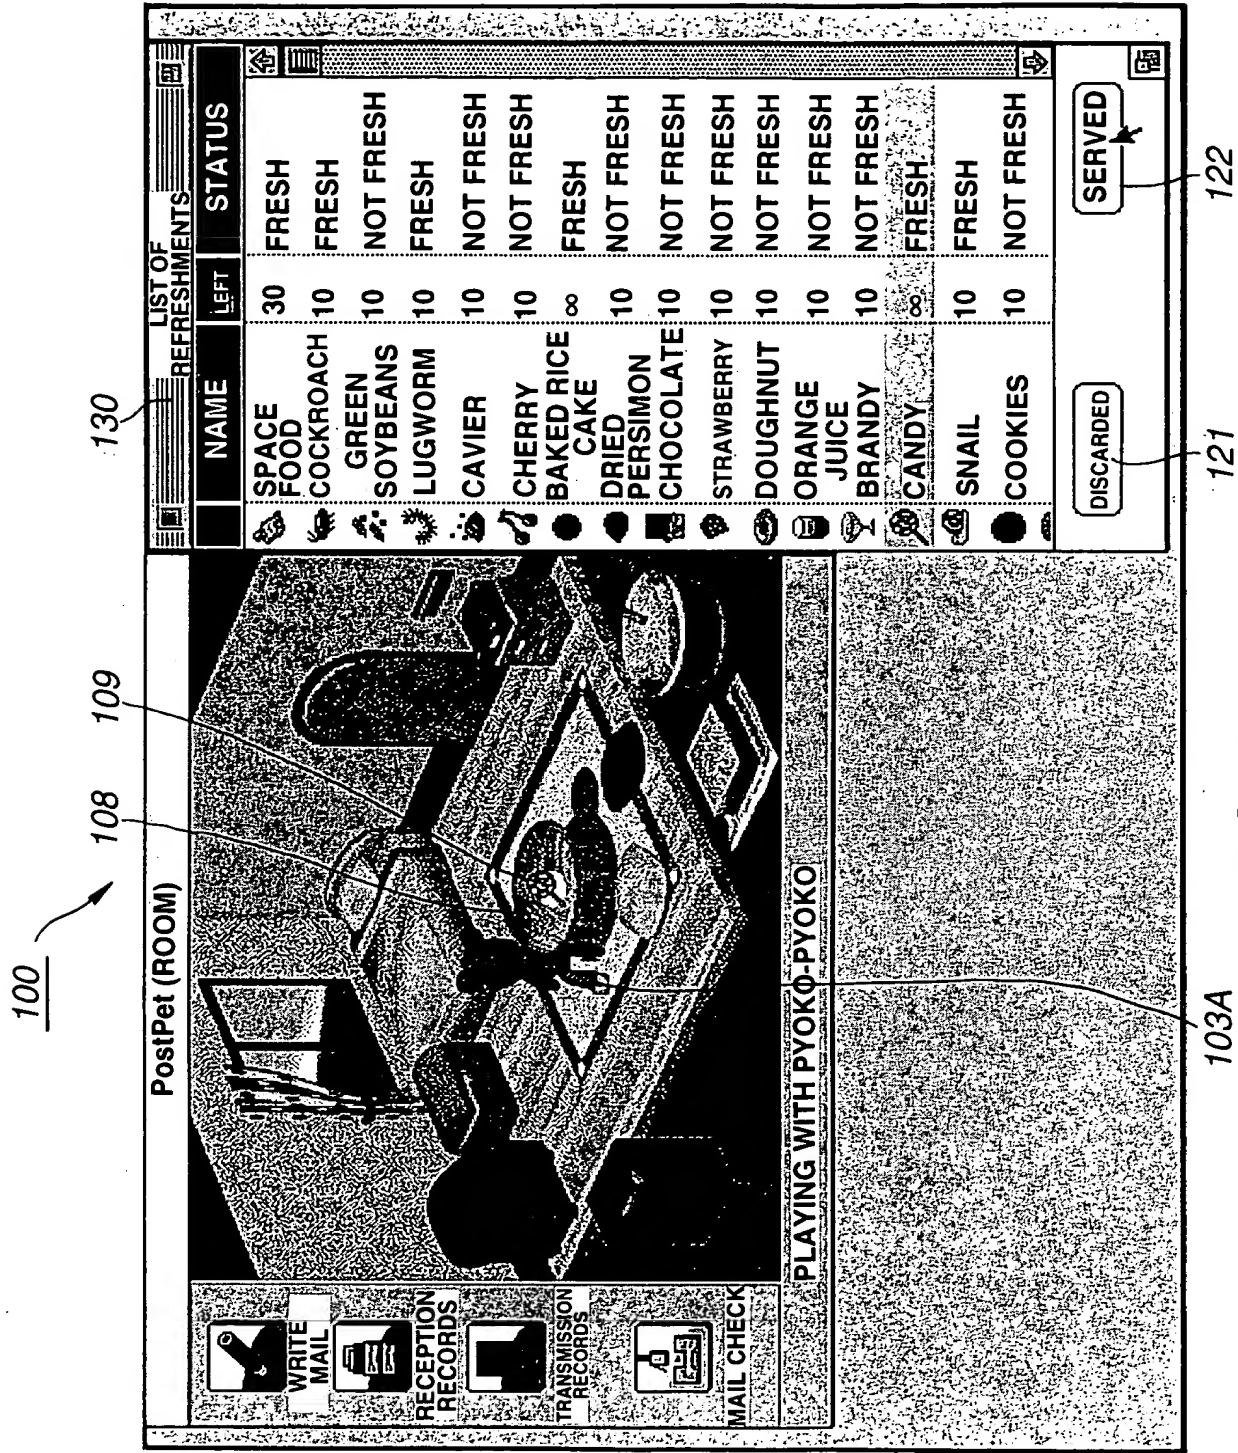 100
PostPet (ROOM)
108
109
130
WRITE
MAIL
RECEPTION
RECORDS
TRANSMISSION
RECORDS
MAIL CHECK
PLAYING WITH PYOKO-PYOKO
LIST OF
REFRESHMENTS
NAME LEFT STATUS
SPACE
FOOD 30 FRESH
COCKROACH 10 FRESH
GREEN
SOYBEANS 10 NOT FRESH
LUGWORM 10 FRESH
CAVIER 10 NOT FRESH
CHERRY 10 NOT FRESH
BAKED RICE
CAKE ∞ FRESH
DRIED
PERSIMON 10 NOT FRESH
CHOCOLATE 10 NOT FRESH
STRAWBERRY 10 NOT FRESH
DOUGHNUT 10 NOT FRESH
ORANGE
JUICE 10 NOT FRESH
BRANDY 10 NOT FRESH
CANDY ∞ FRESH
SNAIL 10 FRESH
COOKIES 10 NOT FRESH
DISCARDED SERVED
103A
121
122